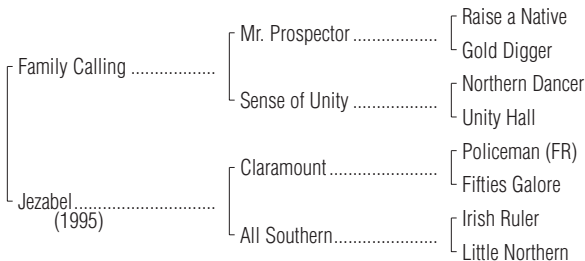 Raise a Native
Mr. Prospector ..................
Gold Digger
Family Calling ..................
Northern Dancer
Sense of Unity ..................
Unity Hall
Policeman (FR)
Claramount .......................
Fifties Galore
Jezabel..............................
(1995)
Irish Ruler
All Southern......................
Little Northern